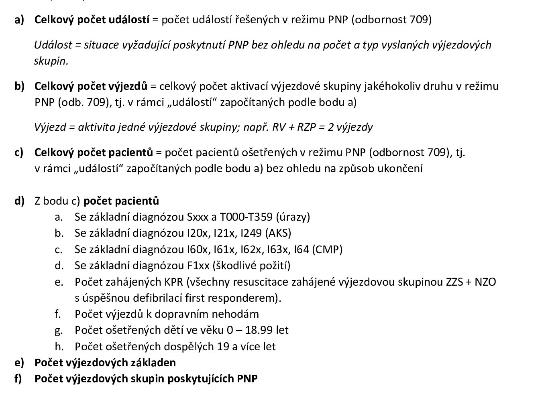 a) Celkový počet událostí = počet událostí řešených v režimu PNP (odbornost 709)
Událost = situace vyžadující poskytnutí PNP bez ohledu na počet a typ vyslaných výjezdových
skupin.
b) Celkový počet výjezdů = celkový počet aktivací výjezdové skupiny jakéhokoliv druhu v režimu
PNP (odb. 709), tj. v rámci „událostí“ započítaných podle bodu a)
Výjezd = aktivita jedné výjezdové skupiny; např. RV + RZP = 2 výjezdy
c) Celkový počet pacientů = počet pacientů ošetřených v režimu PNP (odbornost 709), tj.
v rámci „událostí“ započítaných podle bodu a) bez ohledu na způsob ukončení
d) Z bodu c) počet pacientů
a. Se základní diagnózou Sxxx a T000-T359 (úrazy)
b. Se základní diagnózou I20x, I21x, I249 (AKS)
c. Se základní diagnózou I60x, I61x, I62x, I63x, I64 (CMP)
d. Se základní diagnózou F1xx (škodlivé požití)
e. Počet zahájených KPR (všechny resuscitace zahájené výjezdovou skupinou ZZS + NZO
s úspěšnou defibrilací first responderem).
f. Počet výjezdů k dopravním nehodám
g. Počet ošetřených dětí ve věku 0 – 18.99 let
h. Počet ošetřených dospělých 19 a více let
e) Počet výjezdových základen
f) Počet výjezdových skupin poskytujících PNP